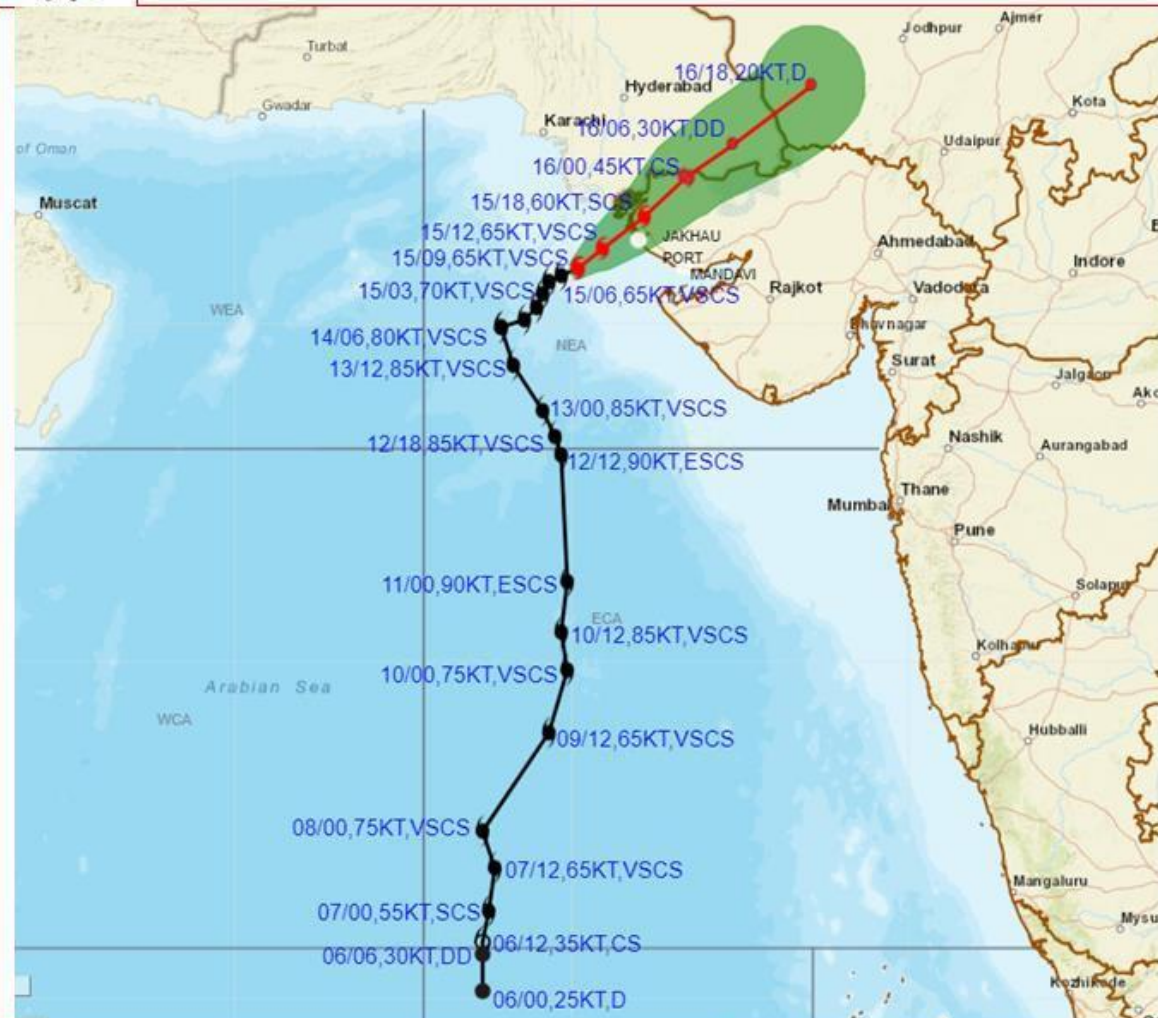 Jodhpur
Ajmer
Turbat
16/18,20KT,D
Hyderabad
Kota
Gwadar
Karachi
16/06,30KT,DD
Udaipur
of Oman
16/00,45KT,CS
Muscat
15/18,60KT,SCS
15/12,65KT,VSCS
JAKHAU
PORT
Ahmedabad
15/09,65KT,VSCS
MANDAVI
Indore
15/03,70KT,VSCS
15/06,65KT,VSCS
Rajkot
Vadodara
WEA
14/06,80KT,VSCS
NEA
Bhavnagar
13/12,85KT,VSCS
Surat
Jalgaon
Ako
13/00,85KT,VSCS
12/18,85KT,VSCS
Nashik
Aurangabad
12/12,90KT,ESCS
Mumbai
Thane
Pune
11/00,90KT,ESCS
Solapur
ECA
10/12,85KT,VSCS
Kolhapur
10/00,75KT,VSCS
Arabian Sea
WCA
09/12,65KT,VSCS
Hubballi
08/00,75KT,VSCS
07/12,65KT,VSCS
Mangaluru
07/00,55KT,SCS
Mysu
06/12,35KT,CS
06/06,30KT,DD
Kozhikode
06/00,25KT,D